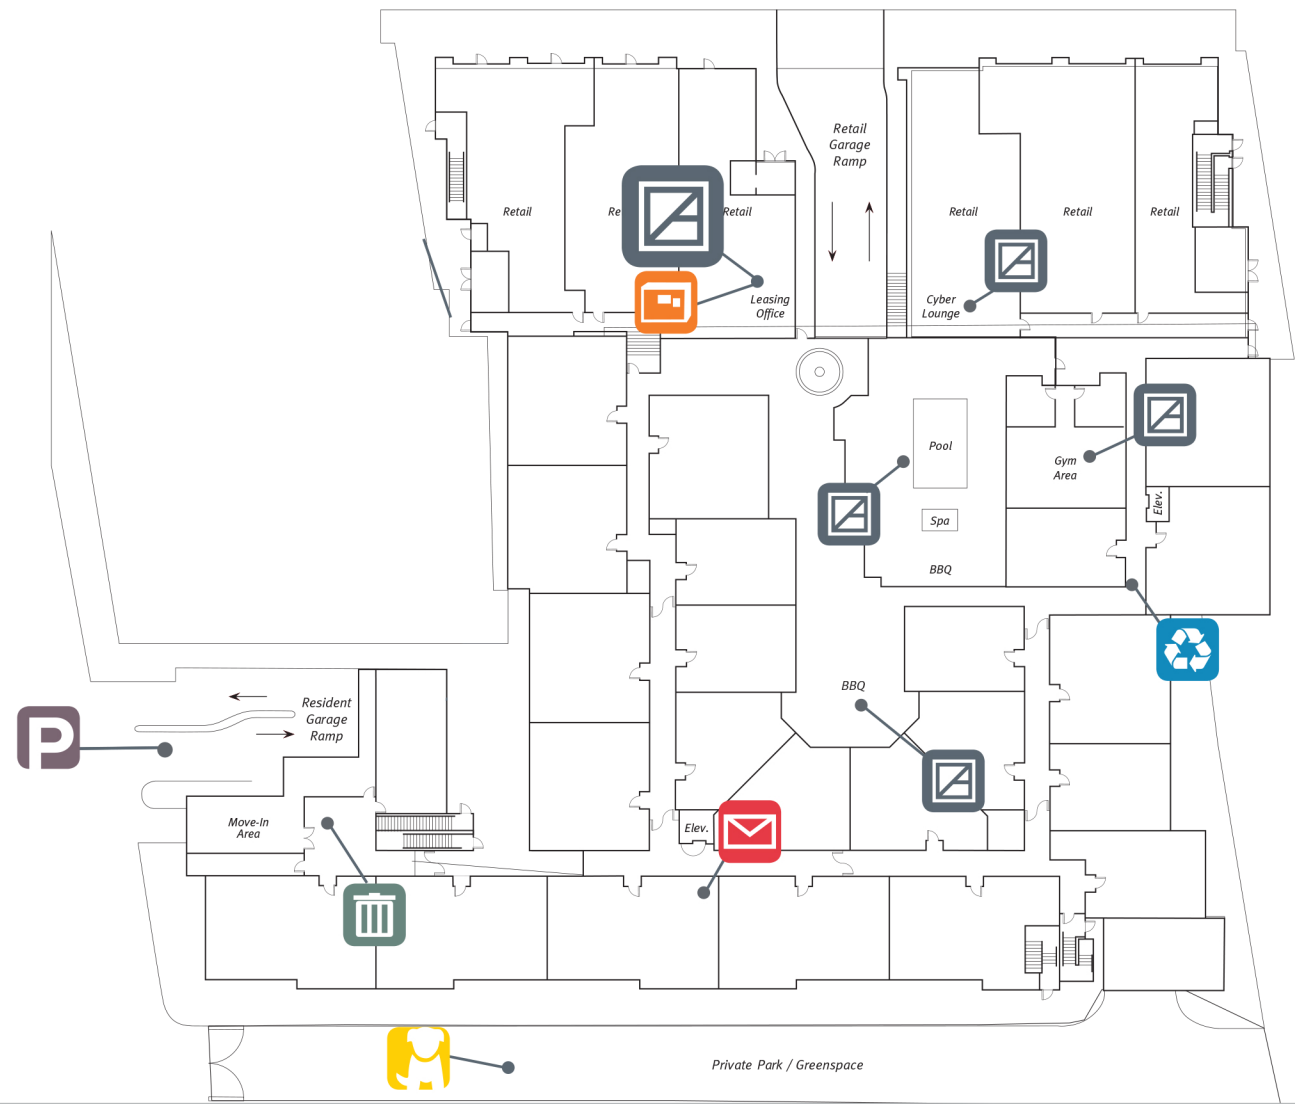 Retail
Garage
Ramp
Retail
Re
Retail
Retail
Retail
Retail
Leasing
Office
Cyber
Lounge
Pool
Gym
Area
Elev.
Spa
BBQ
BBQ
Resident
Garage
Ramp
P
Move-In
Area
Elev.
Private Park / Greenspace